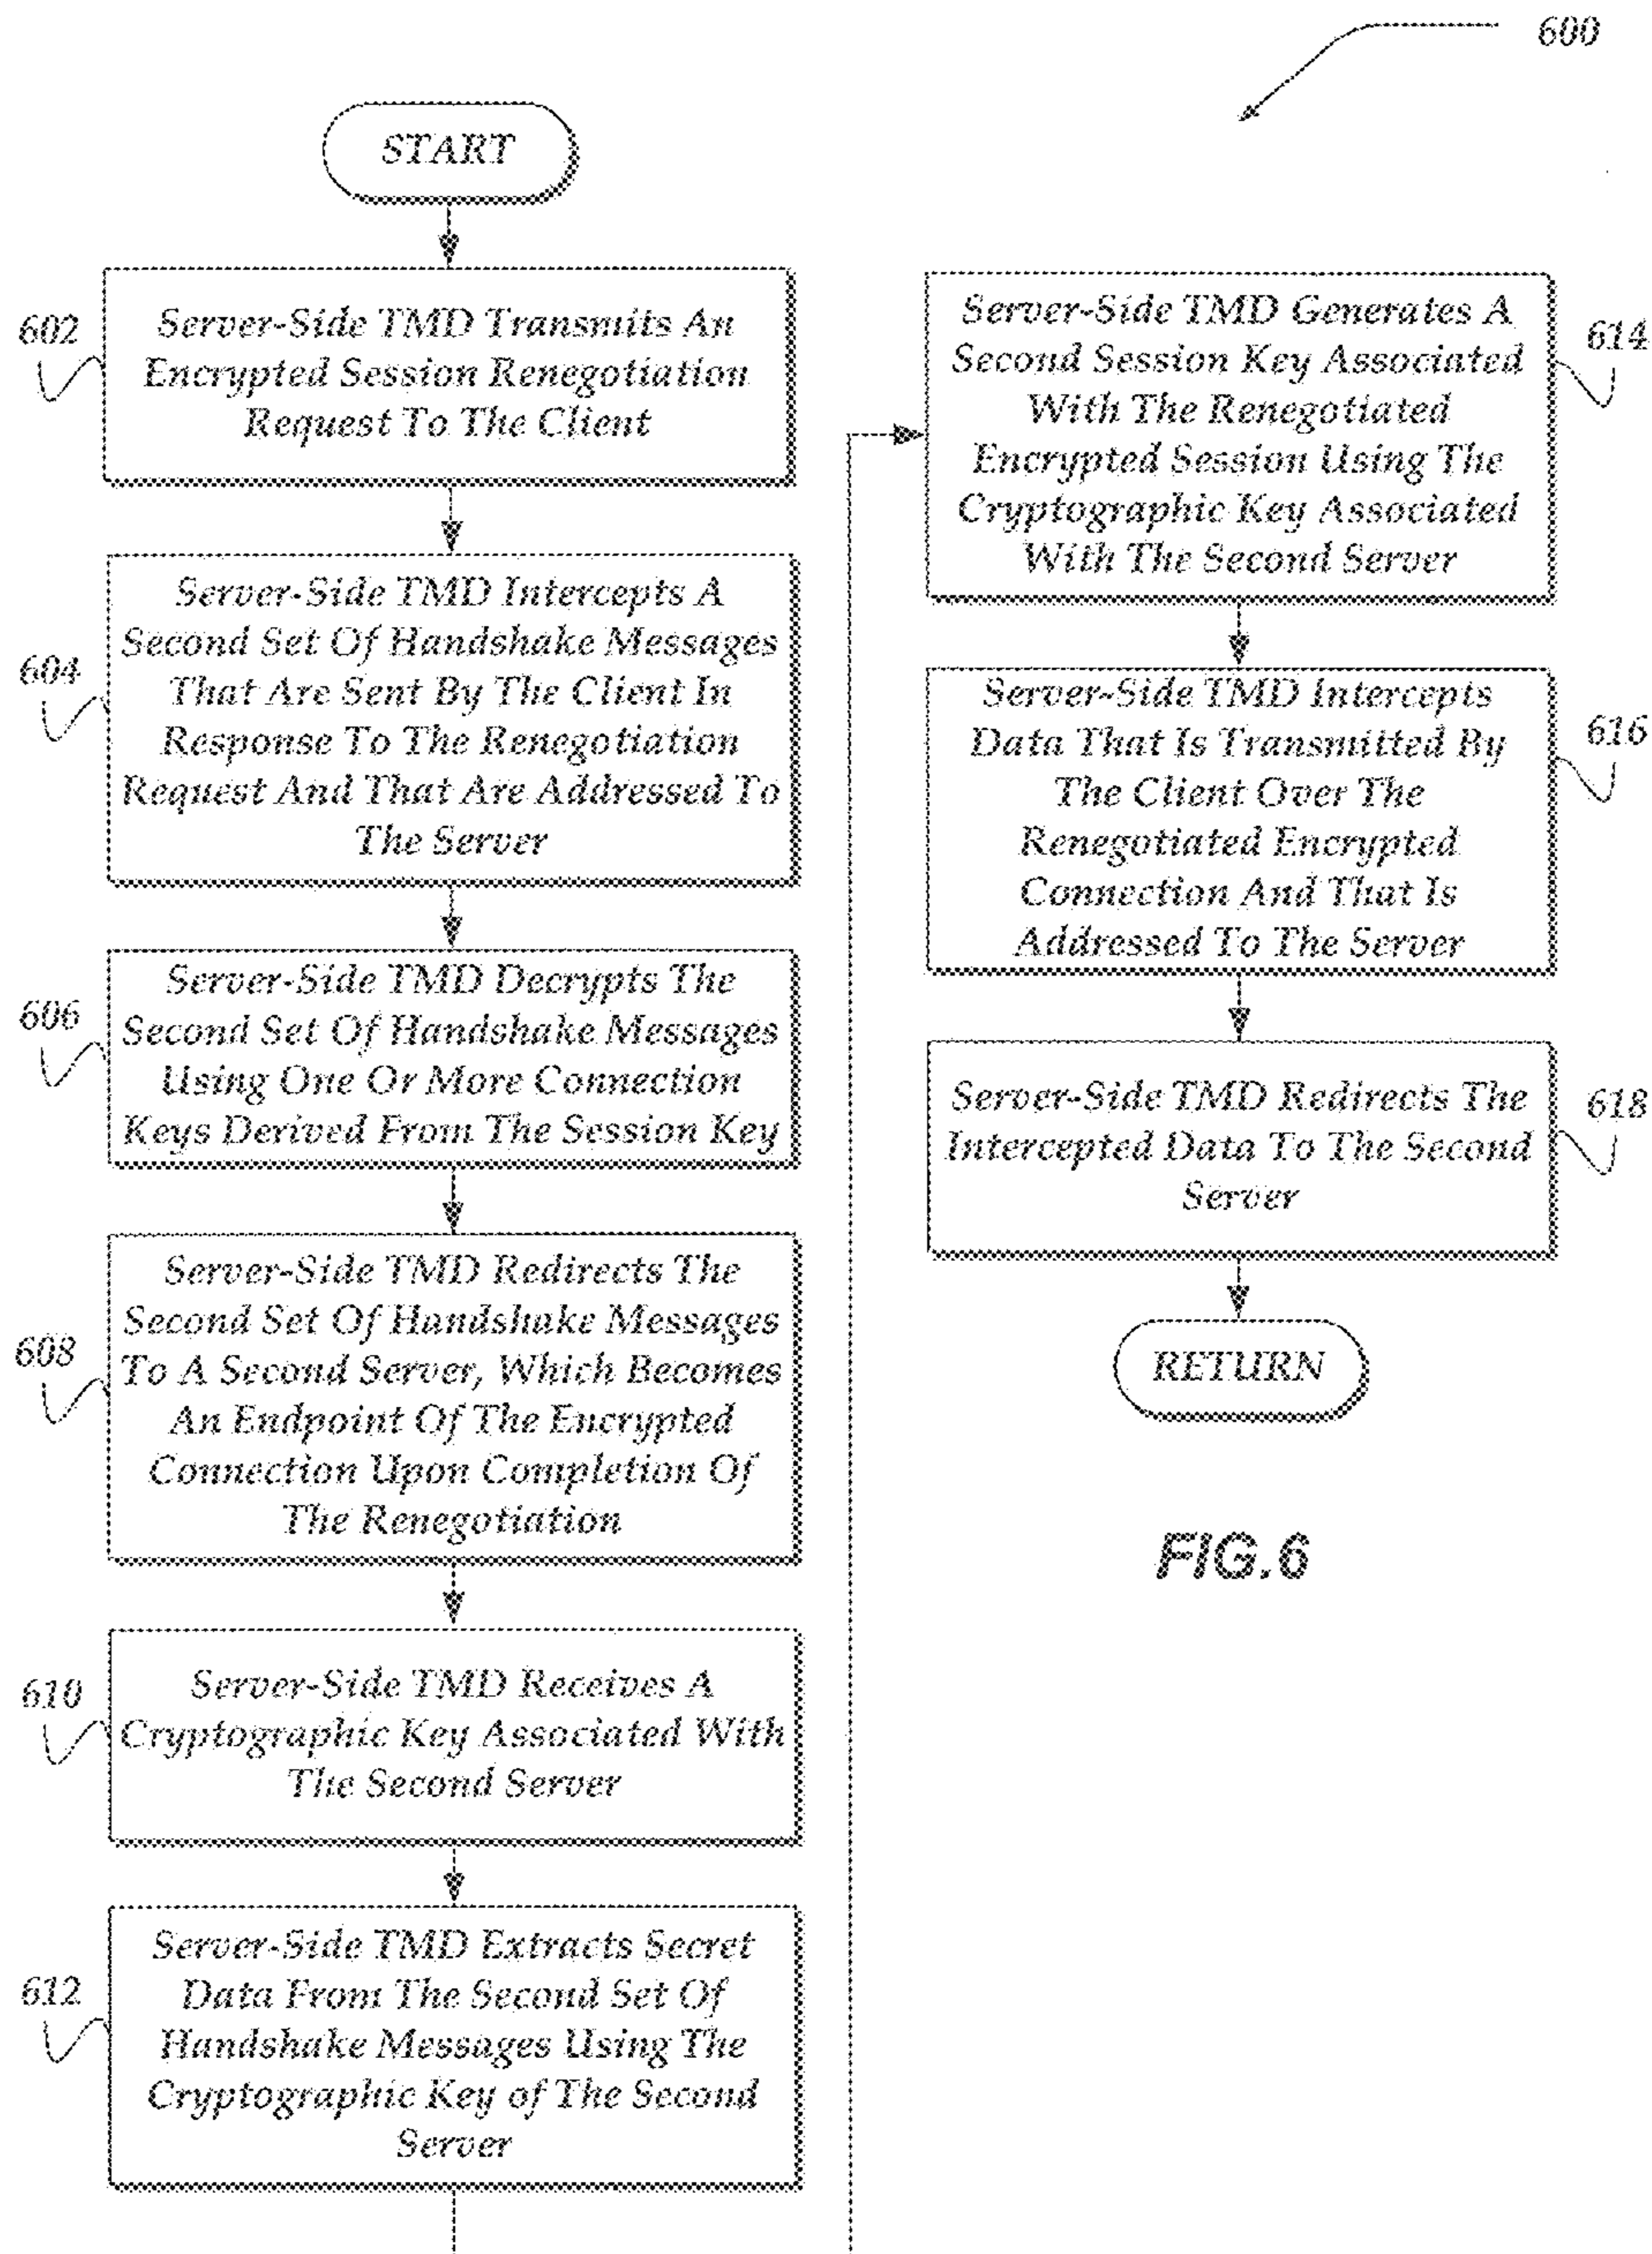 600
START
602
Server-Side TMD Transmits An
Encrypted Session Renegotiation
Request To The Client
604
Server-Side TMD Intercepts A
Second Set Of Handshake Messages
That Are Sent By The Client In
Response To The Renegotiation
Request And That Are Addressed To
The Server
606
Server-Side TMD Decrypts The
Second Set Of Handshake Messages
Using One Or More Connection
Keys Derived From The Session Key
608
Server-Side TMD Redirects The
Second Set Of Handshake Messages
To A Second Server, Which Becomes
An Endpoint Of The Encrypted
Connection Upon Completion Of
The Renegotiation
610
Server-Side TMD Receives A
Cryptographic Key Associated With
The Second Server
612
Server-Side TMD Extracts Secret
Data From The Second Set Of
Handshake Messages Using The
Cryptographic Key of The Second
Server
614
Server-Side TMD Generates A
Second Session Key Associated
With The Renegotiated
Encrypted Session Using The
Cryptographic Key Associated
With The Second Server
616
Server-Side TMD Intercepts
Data That Is Transmitted By
The Client Over The
Renegotiated Encrypted
Connection And That Is
Addressed To The Server
618
Server-Side TMD Redirects The
Intercepted Data To The Second
Server
RETURN
FIG.6